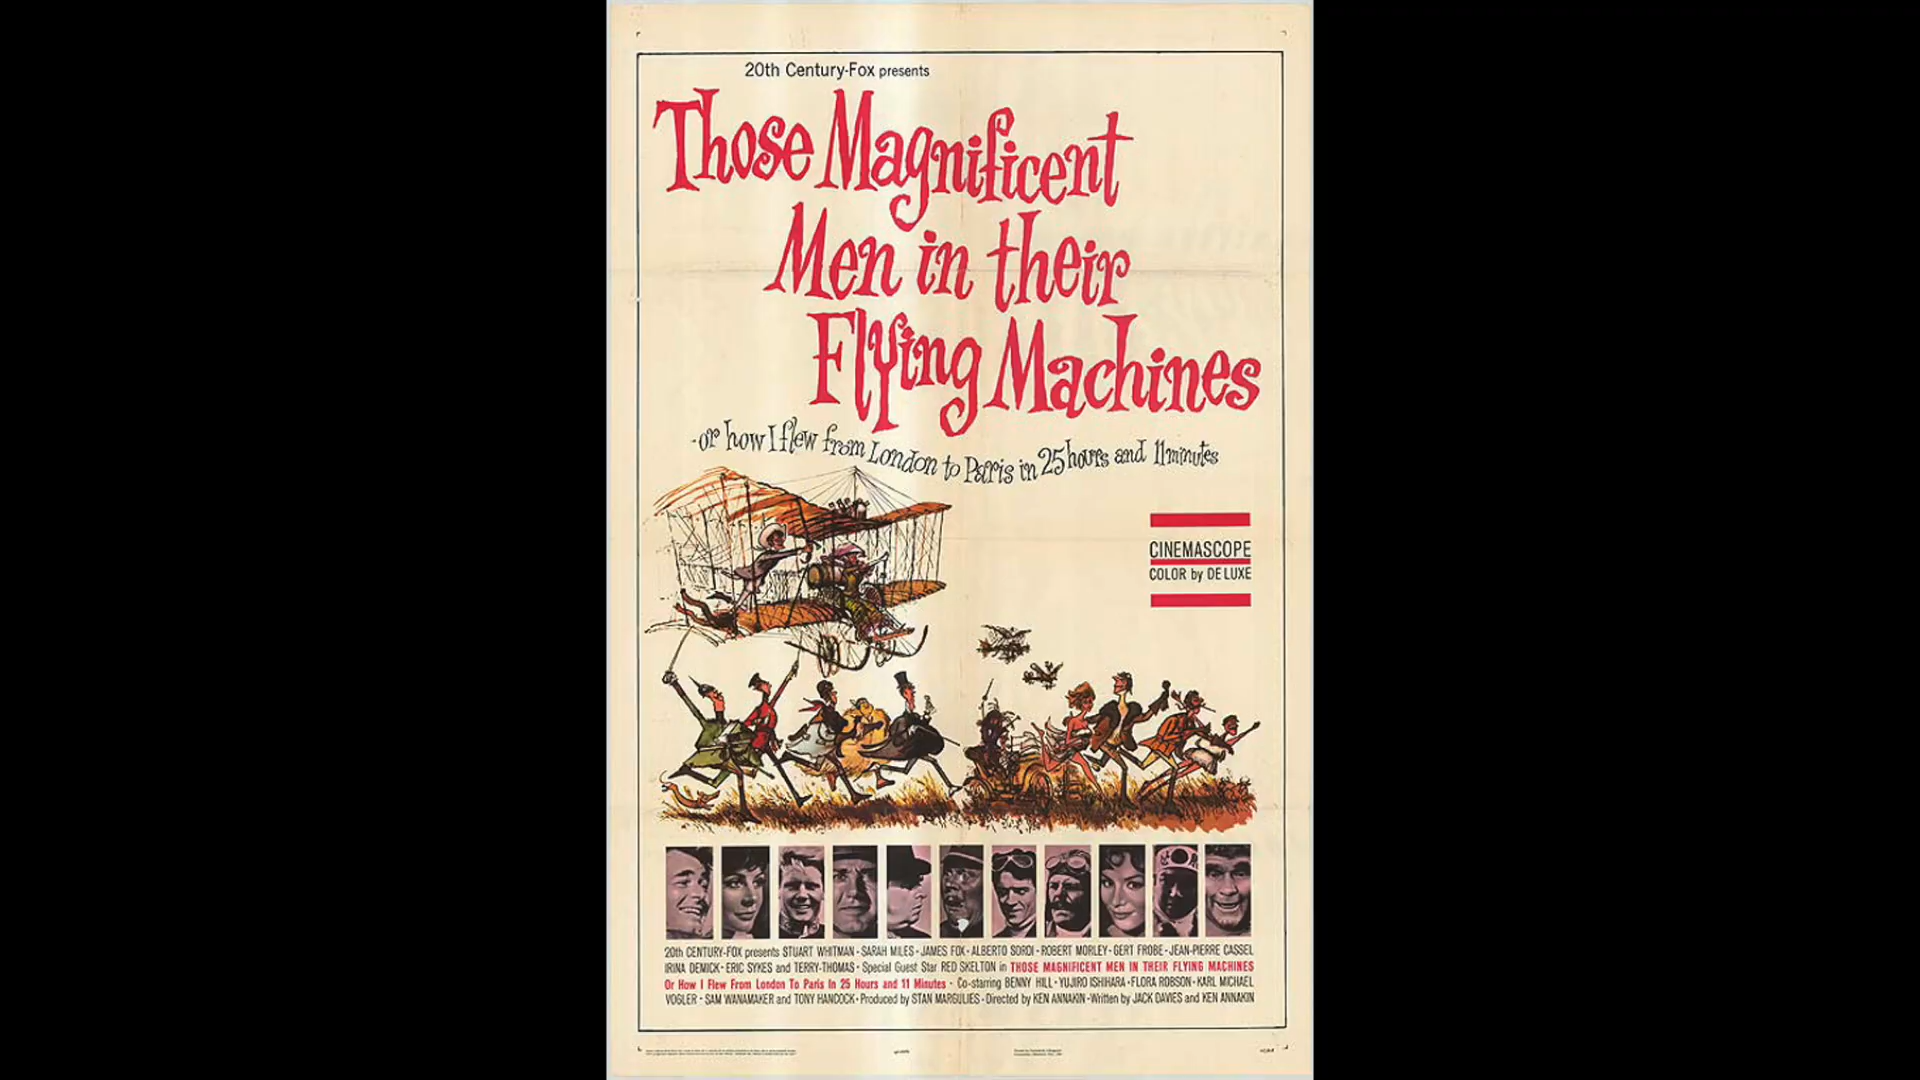 20th Century-Fox presents
Those Magnificent
Men in their
Flying Machines
-or how I flew from London to Paris in 25 hours and 11 minutes
CINEMASCOPE
COLOR by DE LUXE
20th CENTURY-FOX presents STUART WHITMAN • SARAH MILES • JAMES FOX • ALBERTO SORDI • ROBERT MORLEY • GERT FROBE • JEAN-PIERRE CASSEL
IRINA DEMICK • ERIC SYKES and TERRY-THOMAS • Special Guest Star RED SKELTON in THOSE MAGNIFICENT MEN IN THEIR FLYING MACHINES
Or How I Flew From London To Paris In 25 Hours and 11 Minutes • Co-starring BENNY HILL • YUJIRO ISHIHARA • FLORA ROBSON • KARL MICHAEL
VOGLER • SAM WANAMAKER and TONY HANCOCK • Produced by STAN MARGULIES • Directed by KEN ANNAKIN • Written by JACK DAVIES and KEN ANNAKIN